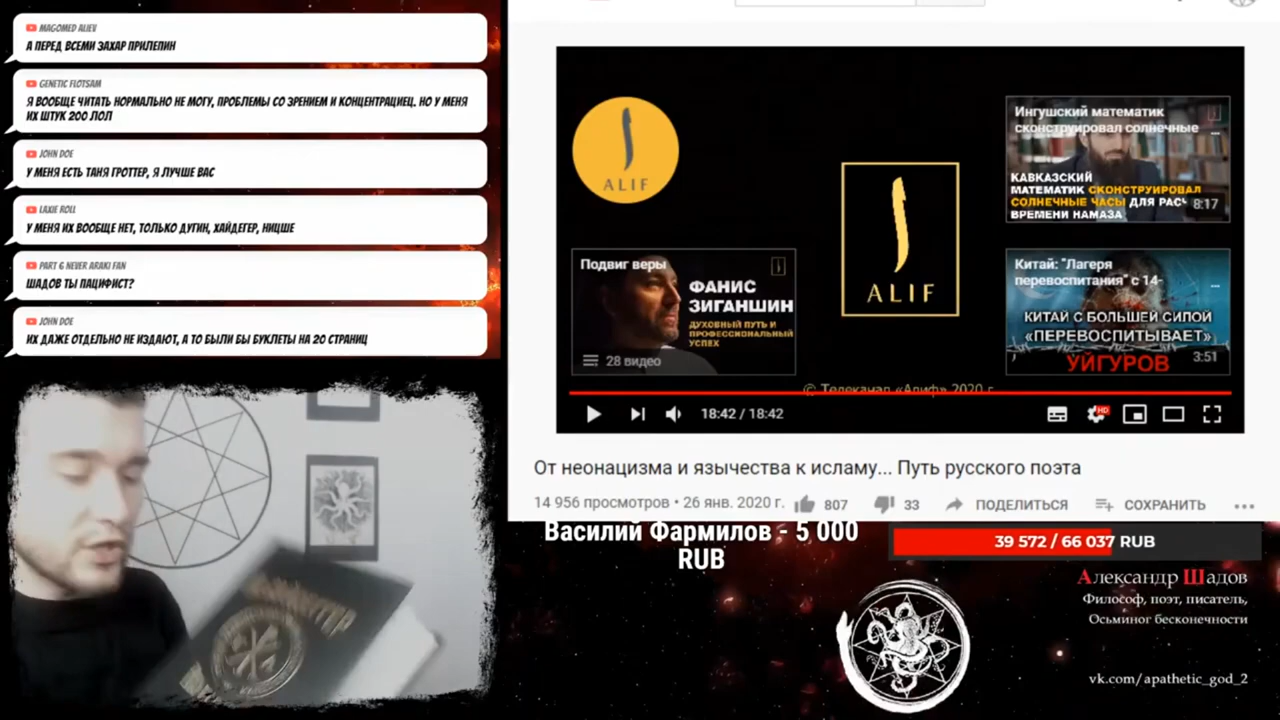 MAGOMED ALIEV
А ПЕРЕД ВСЕМИ ЗАХАР ПРИЛЕПИН
GENETIC FLOTSAM
Я ВООБЩЕ ЧИТАТЬ НОРМАЛЬНО НЕ МОГУ, ПРОБЛЕМЫ СО ЗРЕНИЕМ И КОНЦЕНТРАЦИЕЦ. НО У МЕНЯ
ИХ ШТУК 200 ЛОЛ
JOHN DOE
У МЕНЯ ЕСТЬ ТАНЯ ГРОТТЕР, Я ЛУЧШЕ ВАС
LAXIE ROLL
У МЕНЯ ИХ ВООБЩЕ НЕТ, ТОЛЬКО ДУГИН, ХАЙДЕГЕР, НИЦШЕ
PART 6 NEVER ARAKI FAN
ШАДОВ ТЫ ПАЦИФИСТ?
JOHN DOE
ИХ ДАЖЕ ОТДЕЛЬНО НЕ ИЗДАЮТ, А ТО БЫЛИ БЫ БУКЛЕТЫ НА 20 СТРАНИЦ
ALIF
Подвиг веры
ФАНИС
ЗИГАНШИН
ДУХОВНЫЙ ПУТЬ И
ПРОФЕССИОНАЛЬНЫЙ
УСПЕХ
28 видео
ALIF
Ингушский математик
сконструировал солнечные
...
КАВКАЗСКИЙ
МАТЕМАТИК СКОНСТРУИРОВАЛ
СОЛНЕЧНЫЕ ЧАСЫ ДЛЯ РАСЧ
ВРЕМЕНИ НАМАЗА
8:17
Китай: "Лагеря
перевоспитания" с 14-
...
КИТАЙ С БОЛЬШЕЙ СИЛОЙ
«ПЕРЕВОСПИТЫВАЕТ»
УЙГУРОВ
3:51
© Телеканал «Алиф» 2020 г.
18:42 / 18:42
HD
От неонацизма и язычества к исламу... Путь русского поэта
14 956 просмотров • 26 янв. 2020 г.
807
33
ПОДЕЛИТЬСЯ
СОХРАНИТЬ
Василий Фармилов - 5 000
RUB
39 572 / 66 037 RUB
Александр Шадов
Философ, поэт, писатель,
Осьминог бесконечности
vk.com/apathetic_god_2